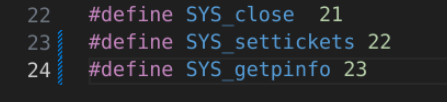 22 #define SYS_close  21
23 #define SYS_settickets 22
24 #define SYS_getpinfo 23